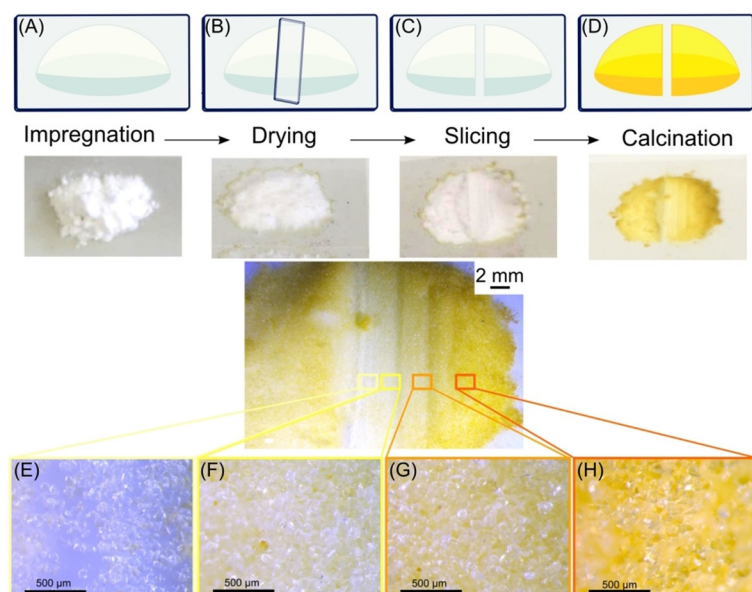 (A)
(B)
(C)
(D)
Impregnation
Drying
Slicing
Calcination
2 mm
(E)
(F)
(G)
(H)
500 µm
500 µm
500 µm
500 µm